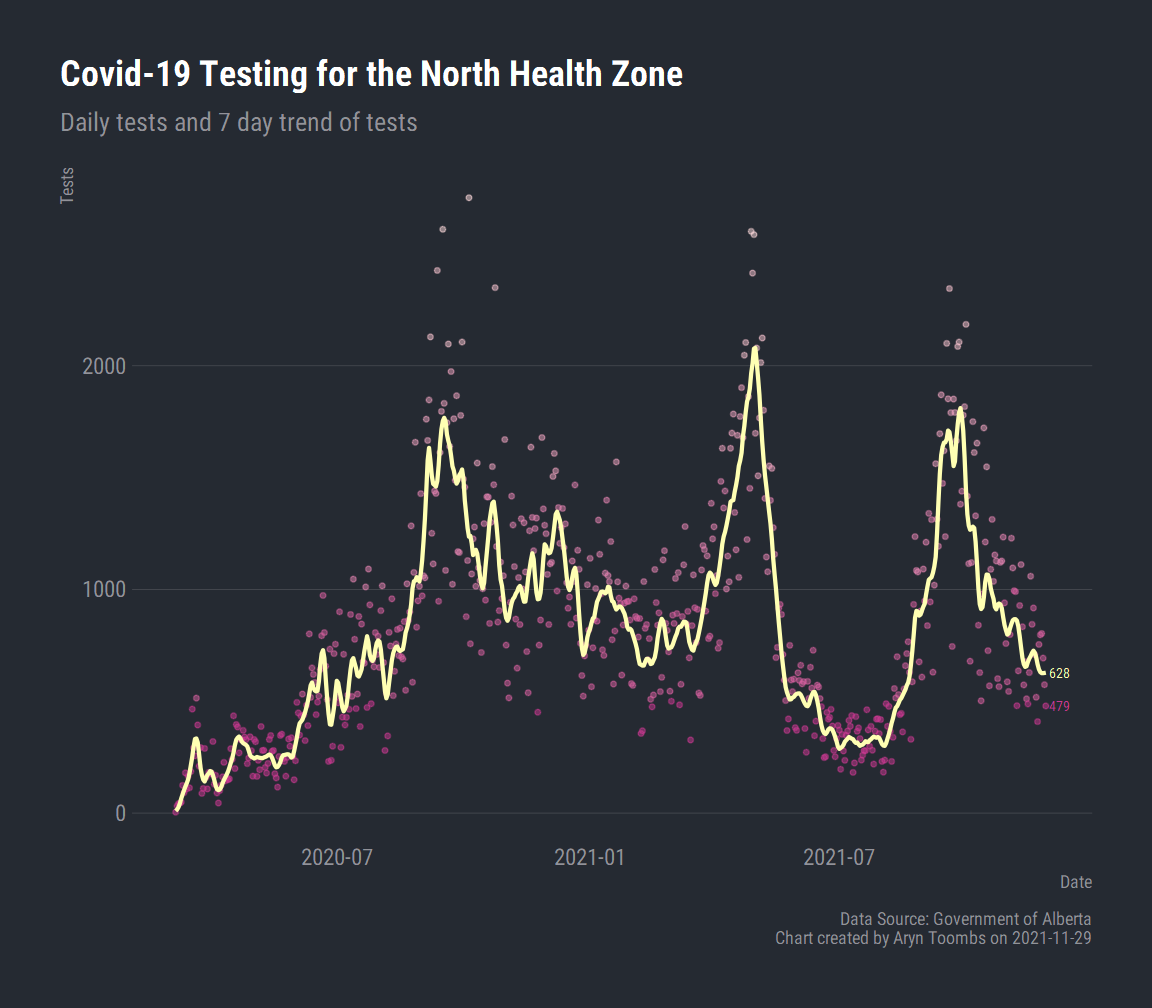 Covid-19 Testing for the North Health Zone
Daily tests and 7 day trend of tests
Tests
2000
1000
0
628
479
2020-07
2021-01
2021-07
Date
Data Source: Government of Alberta
Chart created by Aryn Toombs on 2021-11-29